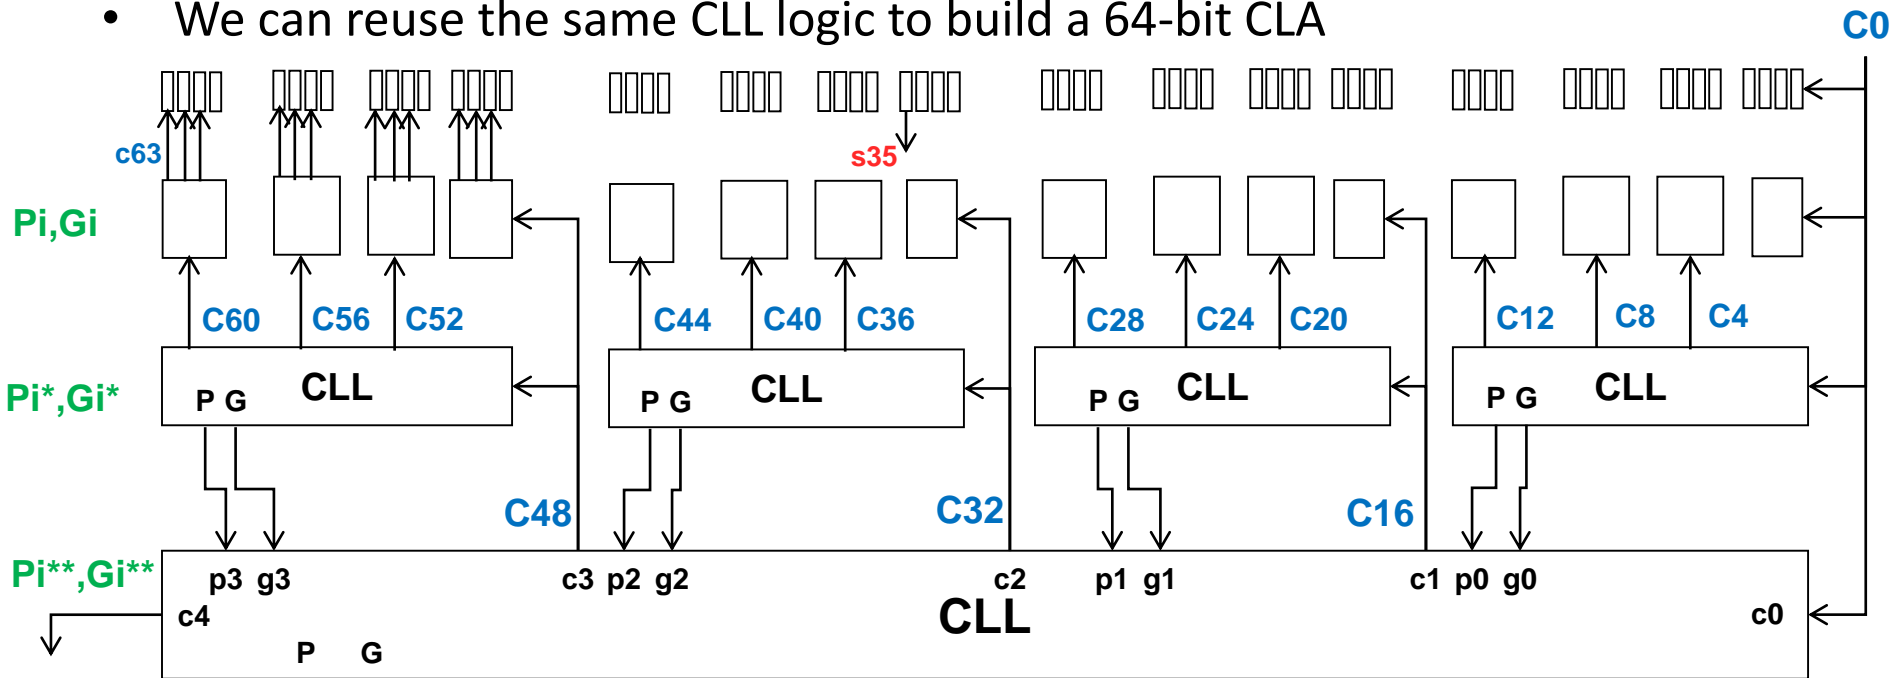 • We can reuse the same CLL logic to build a 64-bit CLA
C0
c63
s35
Pi,Gi
C60 C56 C52 C44 C40 C36 C28 C24 C20 C12 C8 C4
Pi*,Gi*
P G CLL P G CLL P G CLL P G CLL
C48 C32 C16
Pi**,Gi**
p3 g3 c3 p2 g2 c2 p1 g1 c1 p0 g0
c4 CLL c0
P G